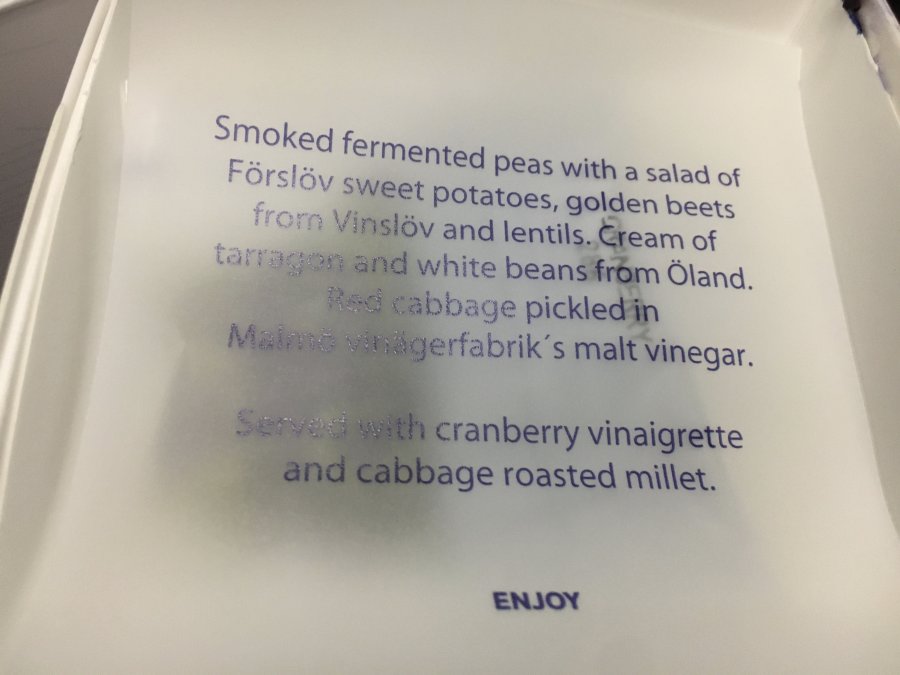 Smoked fermented peas with a salad of
Förslöv sweet potatoes, golden beets
from Vinslöv and lentils. Cream of
tarragon and white beans from Öland.
Red cabbage pickled in
Malmö vinägerfabrik´s malt vinegar.
Served with cranberry vinaigrette
and cabbage roasted millet.
ENJOY